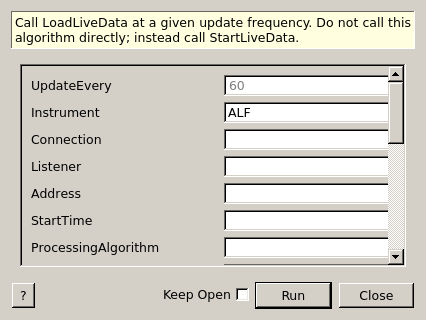 Call LoadLiveData at a given update frequency. Do not call this
algorithm directly; instead call StartLiveData.
UpdateEvery 60
Instrument ALF
Connection
Listener
Address
StartTime
ProcessingAlgorithm
? Keep Open Run Close